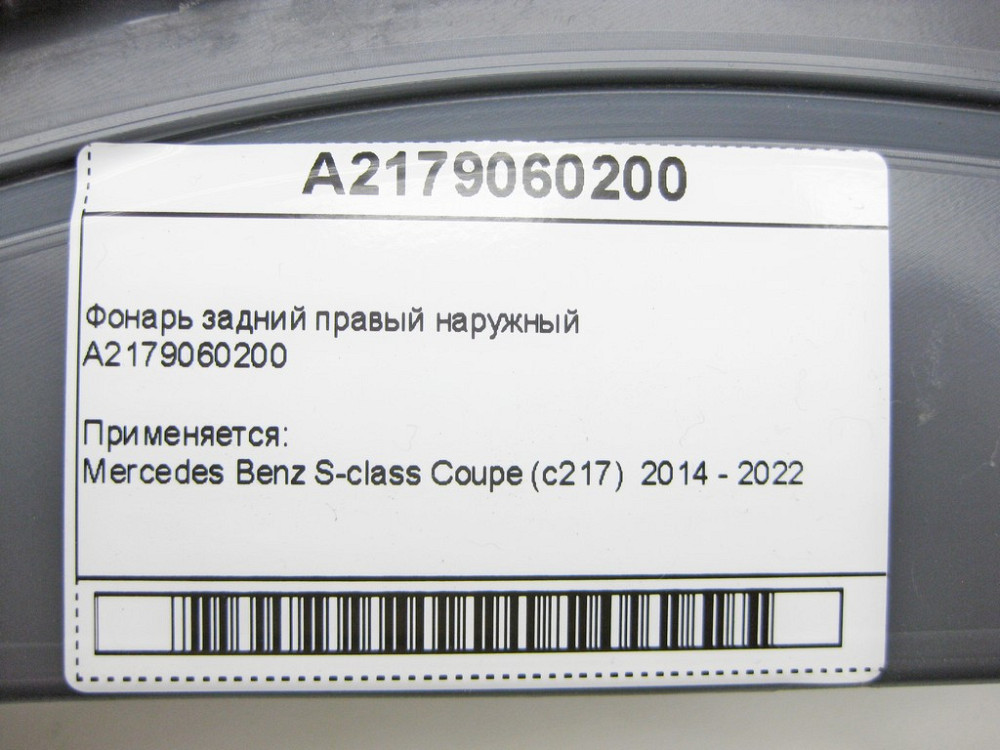 A2179060200
Фонарь задний правый наружный
A2179060200
Применяется:
Mercedes Benz S-class Coupe (c217) 2014 - 2022